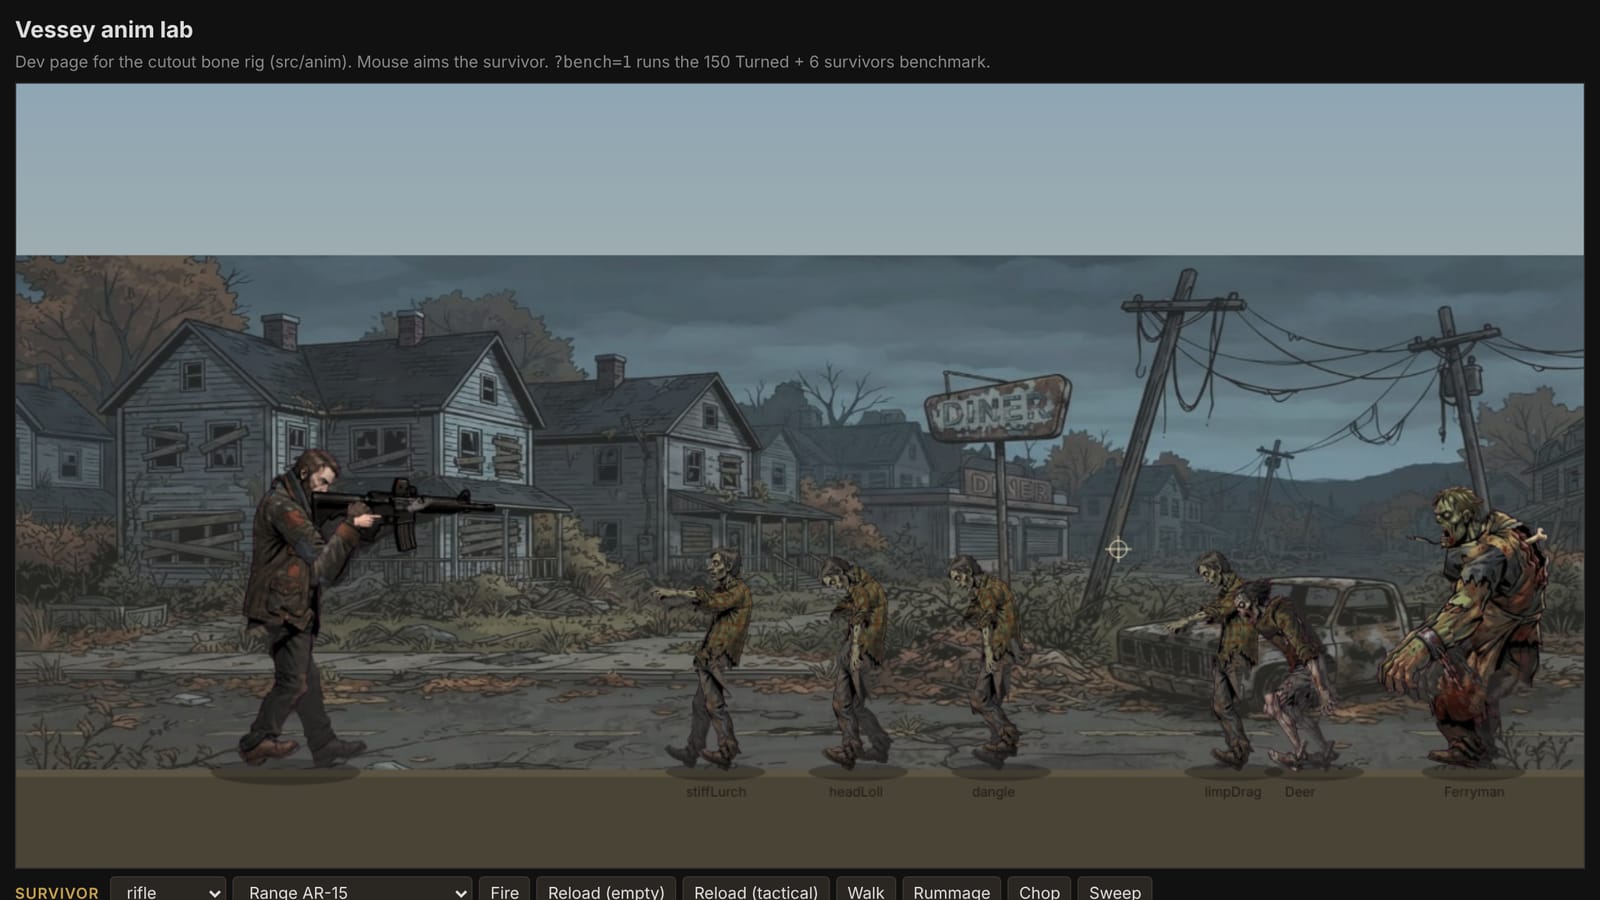 Vessey anim lab
Dev page for the cutout bone rig (src/anim). Mouse aims the survivor. ?bench=1 runs the 150 Turned + 6 survivors benchmark.
DINER
DINER
stiffLurch headLoll dangle limpDrag Deer Ferryman
SURVIVOR rifle Range AR-15 Fire Reload (empty) Reload (tactical) Walk Rummage Chop Sweep